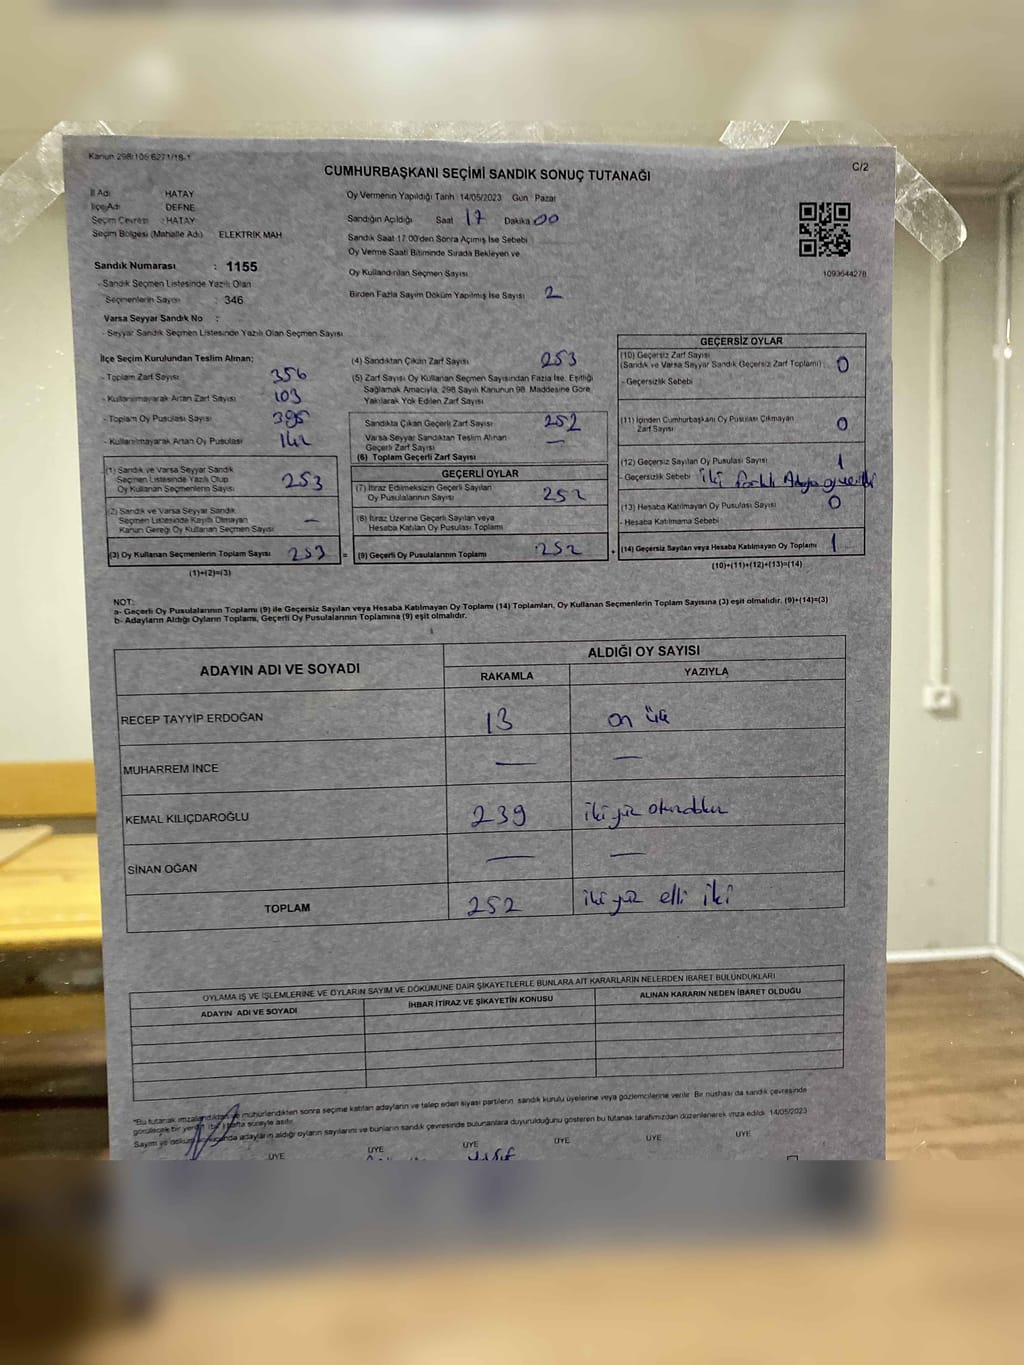 Kanun 298/105 6271/18-1
C/2
CUMHURBAŞKANI SEÇİMİ SANDIK SONUÇ TUTANAĞI
İl Adı : HATAY
İlçe Adı : DEFNE
Seçim Çevresi : HATAY
Seçim Bölgesi (Mahalle Adı) ELEKTRİK MAH
Sandık Numarası : 1155
- Sandık Seçmen Listesinde Yazılı Olan
Seçmenlerin Sayısı : 346
Varsa Seyyar Sandık No :
- Seyyar Sandık Seçmen Listesinde Yazılı Olan Seçmen Sayısı
Oy Vermenin Yapıldığı Tarih 14/05/2023 Gün Pazar
Sandığın Açıldığı Saat 17 Dakika 00
Sandık Saat 17.00'den Sonra Açımış İse Sebebi
Oy Verme Saati Bitiminde Sırada Bekleyen ve
Oy Kullandırılan Seçmen Sayısı
Birden Fazla Sayım Döküm Yapılmış İse Sayısı 2
1093644278
İlçe Seçim Kurulundan Teslim Alınan;
- Toplam Zarf Sayısı 356
- Kullanılmayarak Artan Zarf Sayısı 103
- Toplam Oy Pusulası Sayısı 395
- Kullanılmayarak Artan Oy Pusulası 142
(1) Sandık ve Varsa Seyyar Sandık
Seçmen Listesinde Yazılı Olup
Oy Kullanan Seçmenlerin Sayısı 253
(2) Sandık ve Varsa Seyyar Sandık
Seçmen Listesinde Kayıtlı Olmayan
Kanun Gereği Oy Kullanan Seçmen Sayısı —
(3) Oy Kullanan Seçmenlerin Toplam Sayısı 253 =
(1)+(2)=(3)
(4) Sandıktan Çıkan Zarf Sayısı 253
(5) Zarf Sayısı Oy Kullanan Seçmen Sayısından Fazla İse, Eşitliği
Sağlamak Amacıyla, 298 Sayılı Kanunun 98. Maddesine Göre
Yakılarak Yok Edilen Zarf Sayısı
Sandıkta Çıkan Geçerli Zarf Sayısı 252
Varsa Seyyar Sandıktan Teslim Alınan
Geçerli Zarf Sayısı —
(6) Toplam Geçerli Zarf Sayısı
GEÇERLİ OYLAR
(7) İtiraz Edilmeksizin Geçerli Sayılan
Oy Pusulalarının Sayısı 252
(8) İtiraz Üzerine Geçerli Sayılan veya
Hesaba Katılan Oy Pusulası Toplamı
(9) Geçerli Oy Pusulalarının Toplamı 252 +
GEÇERSİZ OYLAR
(10) Geçersiz Zarf Sayısı
(Sandık ve Varsa Seyyar Sandık Geçersiz Zarf Toplamı) 0
- Geçersizlik Sebebi
(11) İçinden Cumhurbaşkanı Oy Pusulası Çıkmayan
Zarf Sayısı 0
(12) Geçersiz Sayılan Oy Pusulası Sayısı 1
- Geçersizlik Sebebi İki farklı Adaya
(13) Hesaba Katılmayan Oy Pusulası Sayısı 0
- Hesaba Katılmama Sebebi
(14) Geçersiz Sayılan veya Hesaba Katılmayan Oy Toplamı 1
(10)+(11)+(12)+(13)=(14)
NOT:
a- Geçerli Oy Pusulalarının Toplamı (9) ile Geçersiz Sayılan veya Hesaba Katılmayan Oy Toplamı (14) Toplamları, Oy Kullanan Seçmenlerin Toplam Sayısına (3) eşit olmalıdır. (9)+(14)=(3)
b- Adayların Aldığı Oyların Toplamı, Geçerli Oy Pusulalarının Toplamına (9) eşit olmalıdır.
ADAYIN ADI VE SOYADI ALDIĞI OY SAYISI
RAKAMLA YAZIYLA
RECEP TAYYİP ERDOĞAN 13 on üç
MUHARREM İNCE — —
KEMAL KILIÇDAROĞLU 239 iki yüz otuzdokuz
SİNAN OĞAN — —
TOPLAM 252 iki yüz elli iki
OYLAMA İŞ VE İŞLEMLERİNE VE OYLARIN SAYIM VE DÖKÜMÜNE DAİR ŞİKAYETLERLE BUNLARA AİT KARARLARIN NELERDEN İBARET BULUNDUKLARI
ADAYIN ADI VE SOYADI İHBAR İTİRAZ VE ŞİKAYETİN KONUSU ALINAN KARARIN NEDEN İBARET OLDUĞU
"Bu tutanak imzalandıktan ve mühürlendikten sonra seçime katılan adayların ve talep eden siyasi partilerin sandık kurulu üyelerine veya gözlemcilerine verilir. Bir nüshası da sandık çevresinde
görülecek bir yere (bir) hafta süreyle asılır.
Sayım ve döküm adayların aldığı oyların sayılarını ve bunların sandık çevresinde bulunanlara duyurulduğunu gösteren bu tutanak tarafımızdan düzenlenerek imza edildi. 14/05/2023
ÜYE ÜYE ÜYE ÜYE ÜYE ÜYE